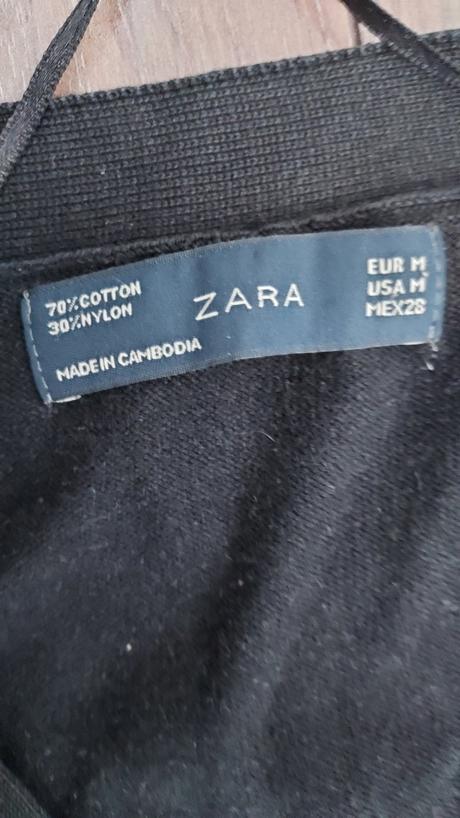 70%COTTON
30%NYLON
MADE IN CAMBODIA
ZARA
EUR M
USA M
MEX28